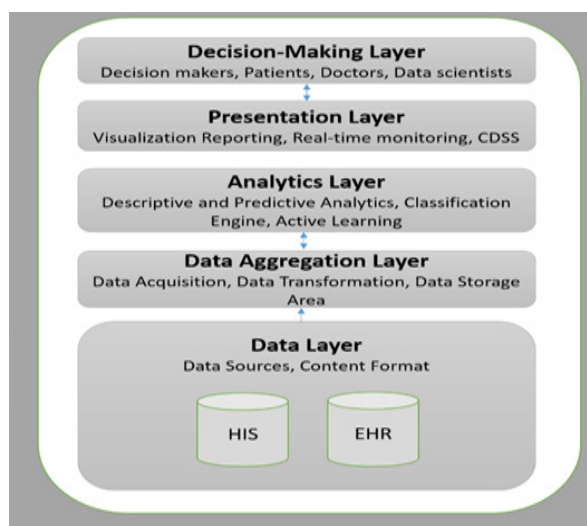 Decision-Making Layer
Decision makers, Patients, Doctors, Data scientists
Presentation Layer
Visualization Reporting, Real-time monitoring, CDSS
Analytics Layer
Descriptive and Predictive Analytics, Classification
Engine, Active Learning
Data Aggregation Layer
Data Acquisition, Data Transformation, Data Storage
Area
Data Layer
Data Sources, Content Format
HIS
EHR